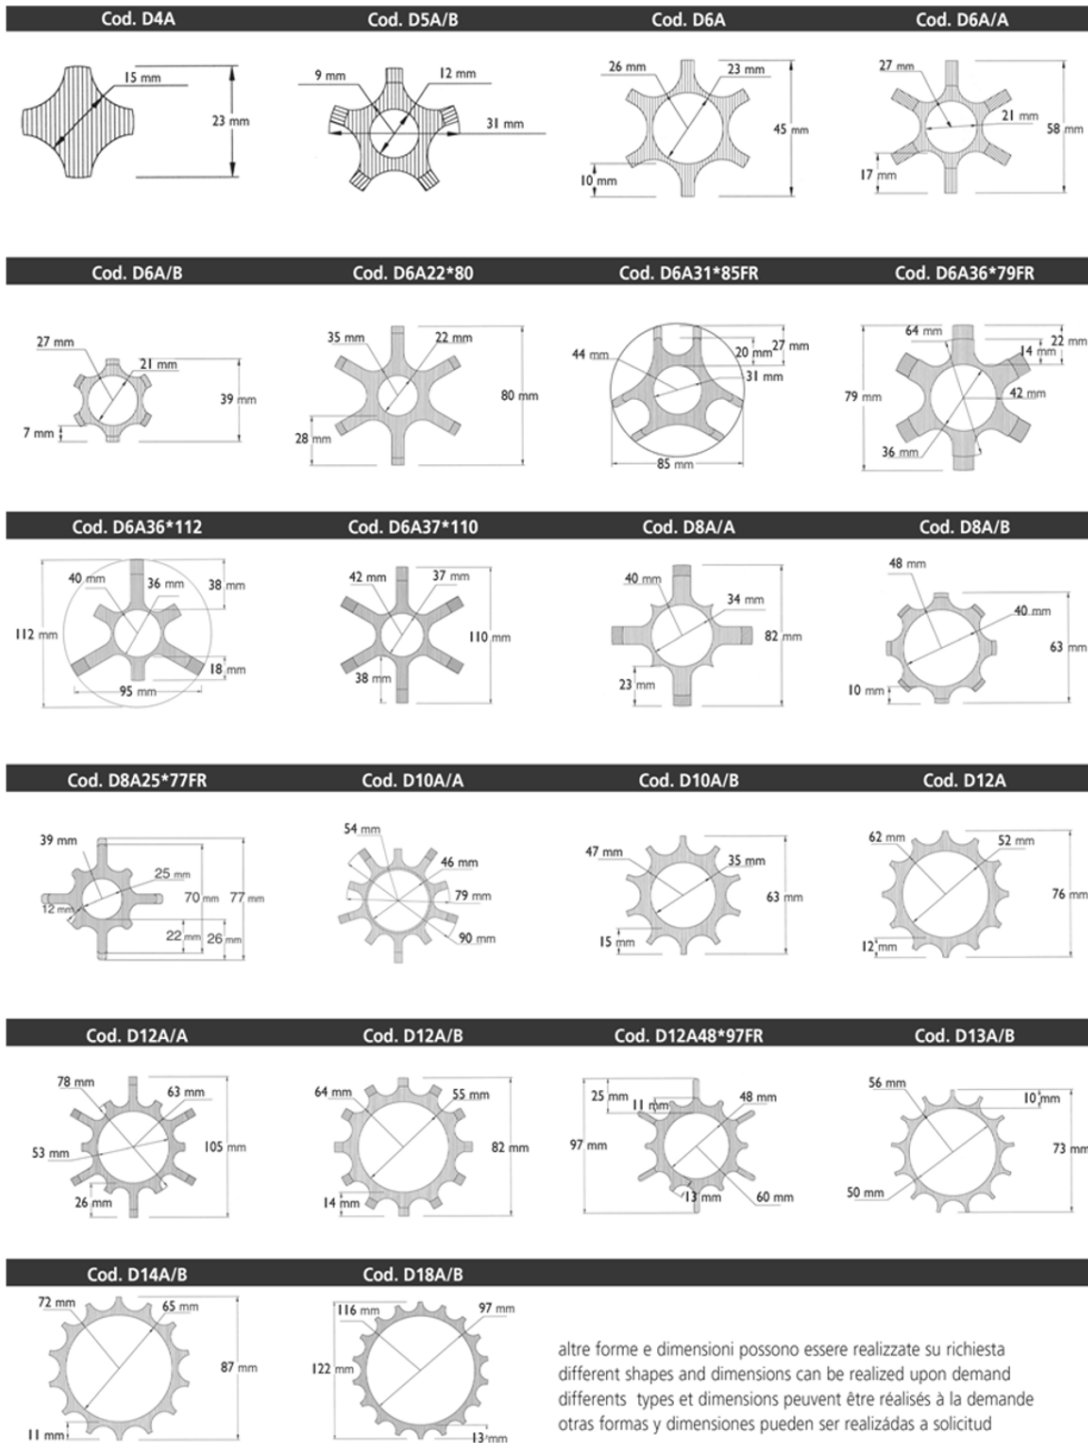 Cod. D4A
Cod. D5A/B
Cod. D6A
Cod. D6A/A
15 mm
23 mm
9 mm
12 mm
31 mm
26 mm
23 mm
45 mm
10 mm
27 mm
21 mm
58 mm
17 mm
Cod. D6A/B
Cod. D6A22*80
Cod. D6A31*85FR
Cod. D6A36*79FR
27 mm
21 mm
39 mm
7 mm
35 mm
22 mm
80 mm
28 mm
44 mm
20 mm
27 mm
31 mm
85 mm
64 mm
22 mm
14 mm
79 mm
42 mm
36 mm
Cod. D6A36*112
Cod. D6A37*110
Cod. D8A/A
Cod. D8A/B
40 mm
36 mm
38 mm
112 mm
18 mm
95 mm
42 mm
37 mm
110 mm
38 mm
40 mm
34 mm
82 mm
23 mm
48 mm
40 mm
63 mm
10 mm
Cod. D8A25*77FR
Cod. D10A/A
Cod. D10A/B
Cod. D12A
39 mm
25 mm
70 mm
77 mm
12 mm
22 mm
26 mm
54 mm
46 mm
79 mm
90 mm
47 mm
35 mm
63 mm
15 mm
62 mm
52 mm
76 mm
12 mm
Cod. D12A/A
Cod. D12A/B
Cod. D12A48*97FR
Cod. D13A/B
78 mm
63 mm
53 mm
105 mm
26 mm
64 mm
55 mm
82 mm
14 mm
25 mm
11 mm
48 mm
97 mm
13 mm
60 mm
56 mm
10 mm
73 mm
50 mm
Cod. D14A/B
Cod. D18A/B
72 mm
65 mm
87 mm
11 mm
116 mm
97 mm
122 mm
13 mm
altre forme e dimensioni possono essere realizzate su richiesta
different shapes and dimensions can be realized upon demand
differents types et dimensions peuvent être réalisés à la demande
otras formas y dimensiones pueden ser realizádas a solicitud